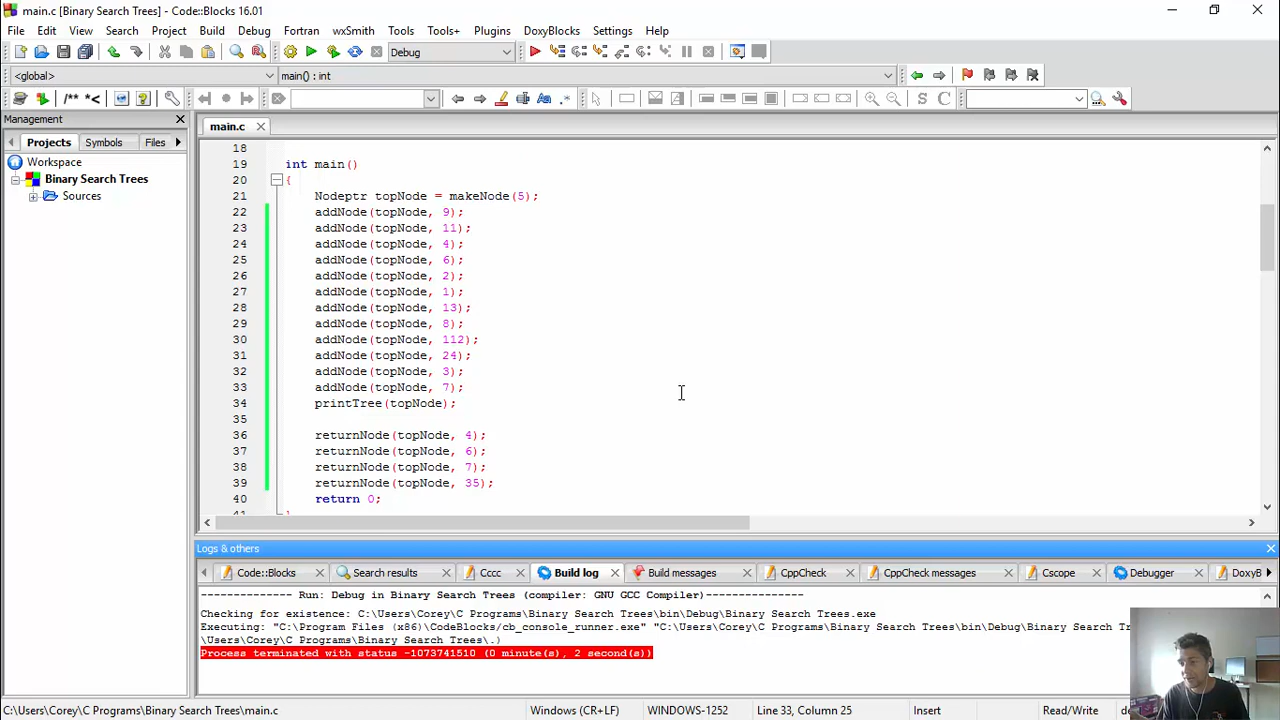 main.c [Binary Search Trees] - Code::Blocks 16.01
File Edit View Search Project Build Debug Fortran wxSmith Tools Tools+ Plugins DoxyBlocks Settings Help
Debug
<global> main() : int
/** *<
.*
S C
Management
main.c
Projects Symbols Files
Workspace
Binary Search Trees
Sources
18
19 int main()
20 {
21 Nodeptr topNode = makeNode(5);
22 addNode(topNode, 9);
23 addNode(topNode, 11);
24 addNode(topNode, 4);
25 addNode(topNode, 6);
26 addNode(topNode, 2);
27 addNode(topNode, 1);
28 addNode(topNode, 13);
29 addNode(topNode, 8);
30 addNode(topNode, 112);
31 addNode(topNode, 24);
32 addNode(topNode, 3);
33 addNode(topNode, 7);
34 printTree(topNode);
35
36 returnNode(topNode, 4);
37 returnNode(topNode, 6);
38 returnNode(topNode, 7);
39 returnNode(topNode, 35);
40 return 0;
Logs & others
Code::Blocks Search results Cccc Build log Build messages CppCheck CppCheck messages Cscope Debugger DoxyB
-------------- Run: Debug in Binary Search Trees (compiler: GNU GCC Compiler)---------------
Checking for existence: C:\Users\Corey\C Programs\Binary Search Trees\bin\Debug\Binary Search Trees.exe
Executing: "C:\Program Files (x86)\CodeBlocks/cb_console_runner.exe" "C:\Users\Corey\C Programs\Binary Search Trees\bin\Debug\Binary Search Tr
\Users\Corey\C Programs\Binary Search Trees\.)
Process terminated with status -1073741510 (0 minute(s), 2 second(s))
C:\Users\Corey\C Programs\Binary Search Trees\main.c Windows (CR+LF) WINDOWS-1252 Line 33, Column 25 Insert Read/Write